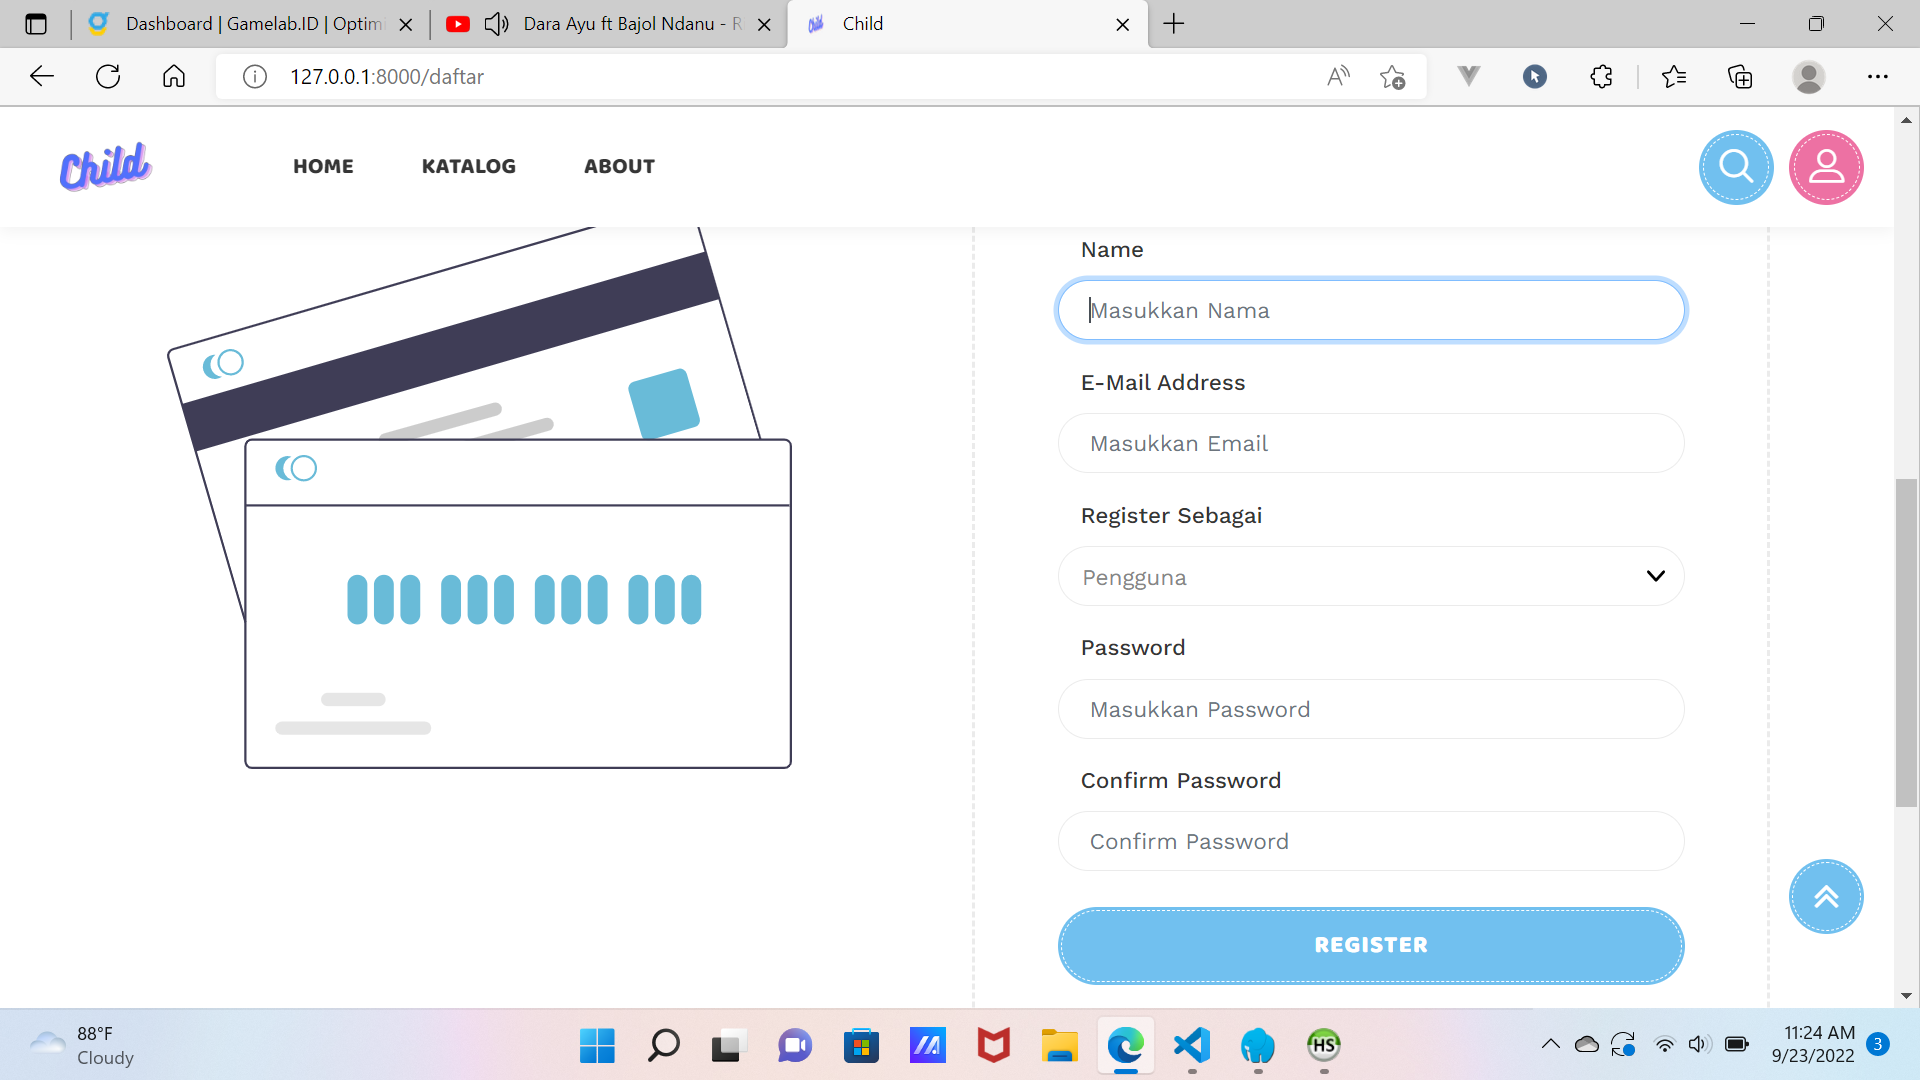 Dashboard | Gamelab.ID | Optim
Dara Ayu ft Bajol Ndanu - R
Child
127.0.0.1:8000/daftar
Child
HOME
KATALOG
ABOUT
Name
Masukkan Nama
E-Mail Address
Masukkan Email
Register Sebagai
Pengguna
Password
Masukkan Password
Confirm Password
Confirm Password
REGISTER
88°F
Cloudy
HS
11:24 AM
9/23/2022
3